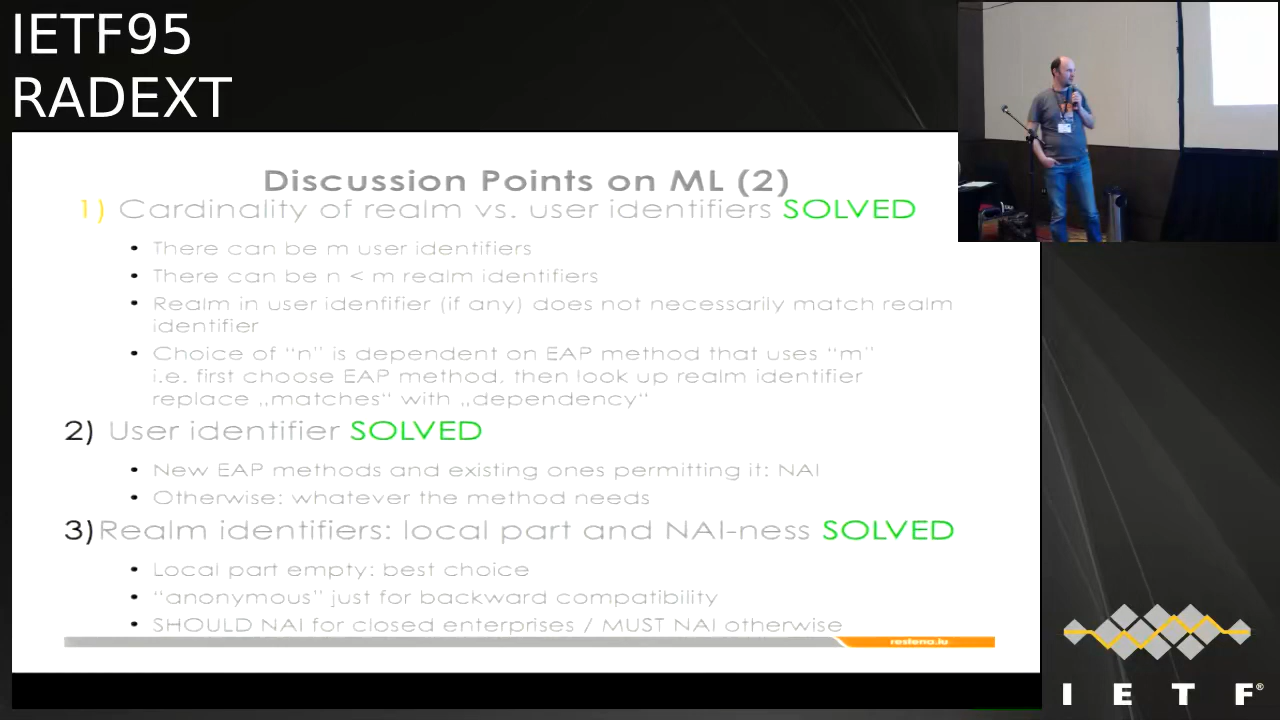 IETF95
RADEXT
Discussion Points on ML (2)
1) Cardinality of realm vs. user identifiers SOLVED
• There can be m user identifiers
• There can be n < m realm identifiers
• Realm in user idenfifier (if any) does not necessarily match realm
identifier
• Choice of "n" is dependent on EAP method that uses "m"
i.e. first choose EAP method, then look up realm identifier
replace „matches“ with „dependency“
2) User identifier SOLVED
• New EAP methods and existing ones permitting it: NAI
• Otherwise: whatever the method needs
3) Realm identifiers: local part and NAI-ness SOLVED
• Local part empty: best choice
• "anonymous" just for backward compatibility
• SHOULD NAI for closed enterprises / MUST NAI otherwise
restena.lu
I E T F®